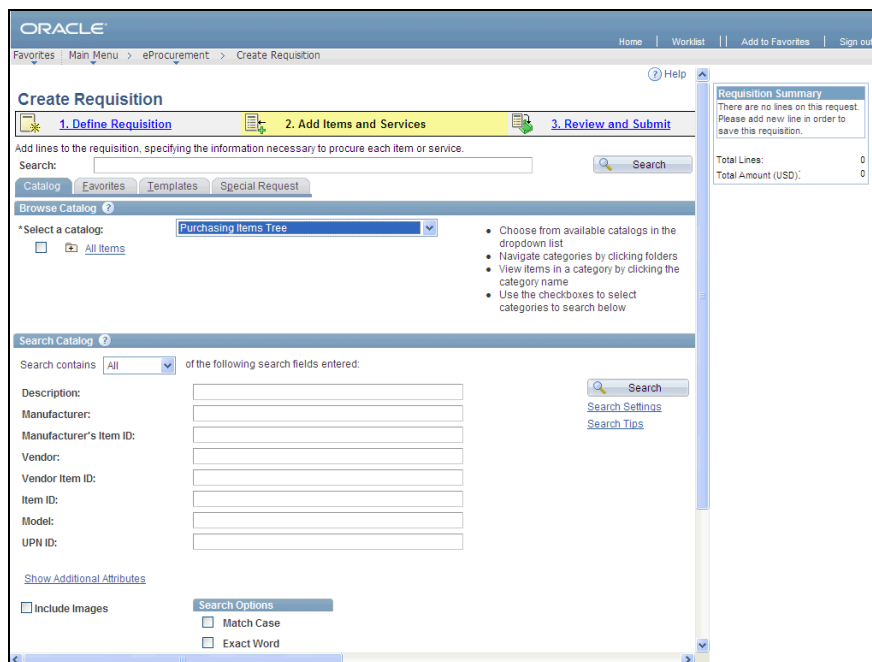 ORACLE
Home | Worklist || Add to Favorites | Sign out
Favorites Main Menu > eProcurement > Create Requisition
Help
Create Requisition
1. Define Requisition
2. Add Items and Services
3. Review and Submit
Add lines to the requisition, specifying the information necessary to procure each item or service.
Search:
Search
Catalog
Favorites
Templates
Special Request
Browse Catalog
*Select a catalog:
Purchasing Items Tree
All Items
• Choose from available catalogs in the
dropdown list
• Navigate categories by clicking folders
• View items in a category by clicking the
category name
• Use the checkboxes to select
categories to search below
Search Catalog
Search contains All of the following search fields entered:
Description:
Manufacturer:
Manufacturer's Item ID:
Vendor:
Vendor Item ID:
Item ID:
Model:
UPN ID:
Search
Search Settings
Search Tips
Show Additional Attributes
Include Images
Search Options
Match Case
Exact Word
Requisition Summary
There are no lines on this request.
Please add new line in order to
save this requisition.
Total Lines: 0
Total Amount (USD): 0